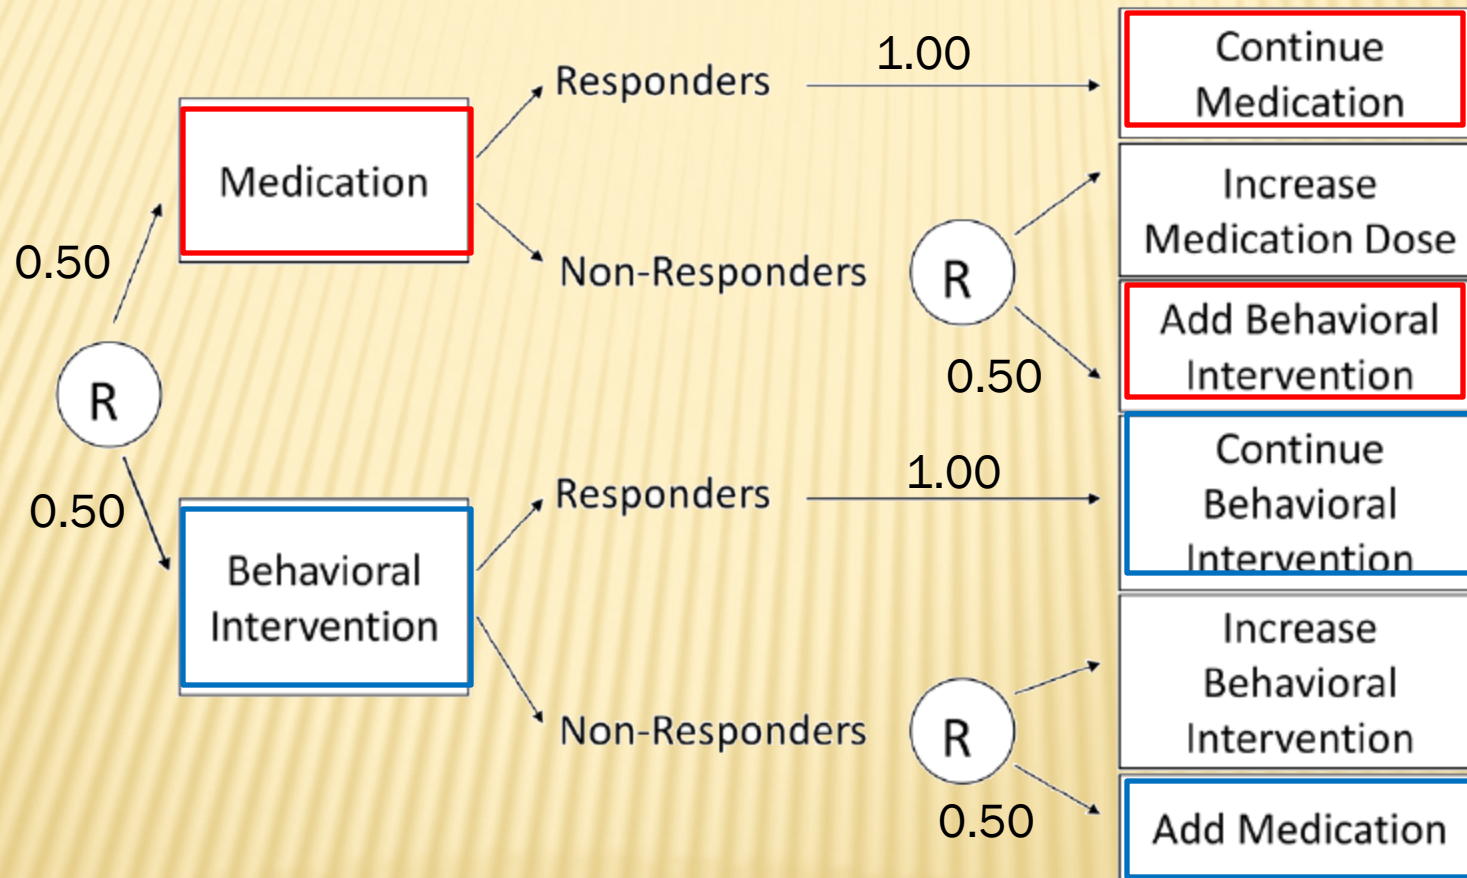 1.00
Responders
Continue
Medication
Medication
Increase
Medication Dose
0.50
Non-Responders
R
Add Behavioral
Intervention
0.50
R
Continue
Behavioral
Intervention
1.00
Responders
0.50
Behavioral
Intervention
Increase
Behavioral
Intervention
Non-Responders
R
0.50
Add Medication